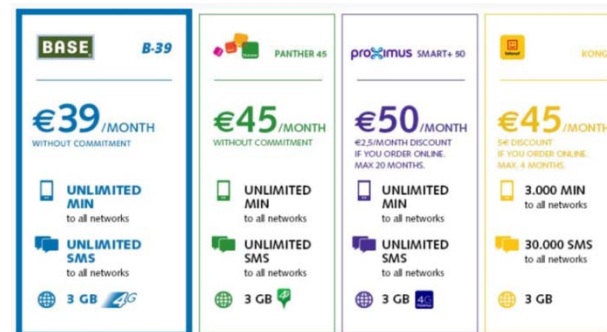 BASE
B-39
€39/MONTH
WITHOUT COMMITMENT
UNLIMITED
MIN
to all networks
UNLIMITED
SMS
to all networks
3 GB 4G
PANTHER 45
€45/MONTH
WITHOUT COMMITMENT
UNLIMITED
MIN
to all networks
UNLIMITED
SMS
to all networks
3 GB
proximus SMART+ 50
€50/MONTH
€2,5/MONTH DISCOUNT
IF YOU ORDER ONLINE.
MAX 20 MONTHS.
UNLIMITED
MIN
to all networks
UNLIMITED
SMS
to all networks
3 GB 4G
KONG
€45/MONTH
5€ DISCOUNT
IF YOU ORDER ONLINE.
MAX. 4 MONTHS.
3.000 MIN
to all networks
30.000 SMS
to all networks
3 GB